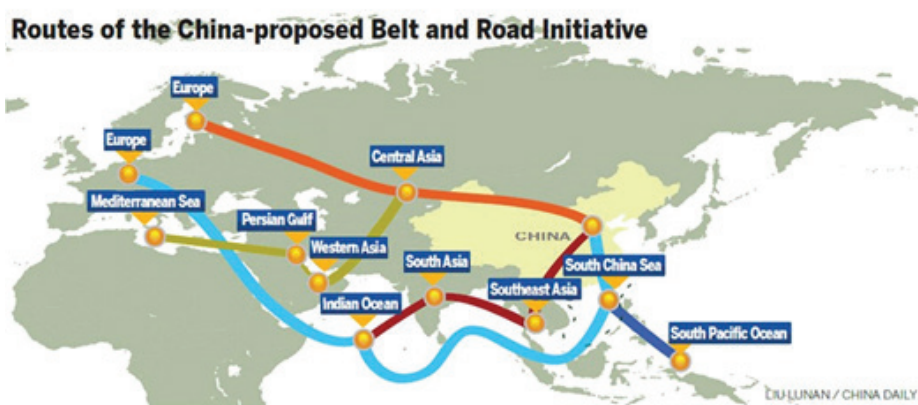 Routes of the China-proposed Belt and Road Initiative
Europe
Europe
Central Asia
Mediterranean Sea
Persian Gulf
Western Asia
CHINA
South Asia
South China Sea
Indian Ocean
Southeast Asia
South Pacific Ocean
LIU LUNAN / CHINA DAILY